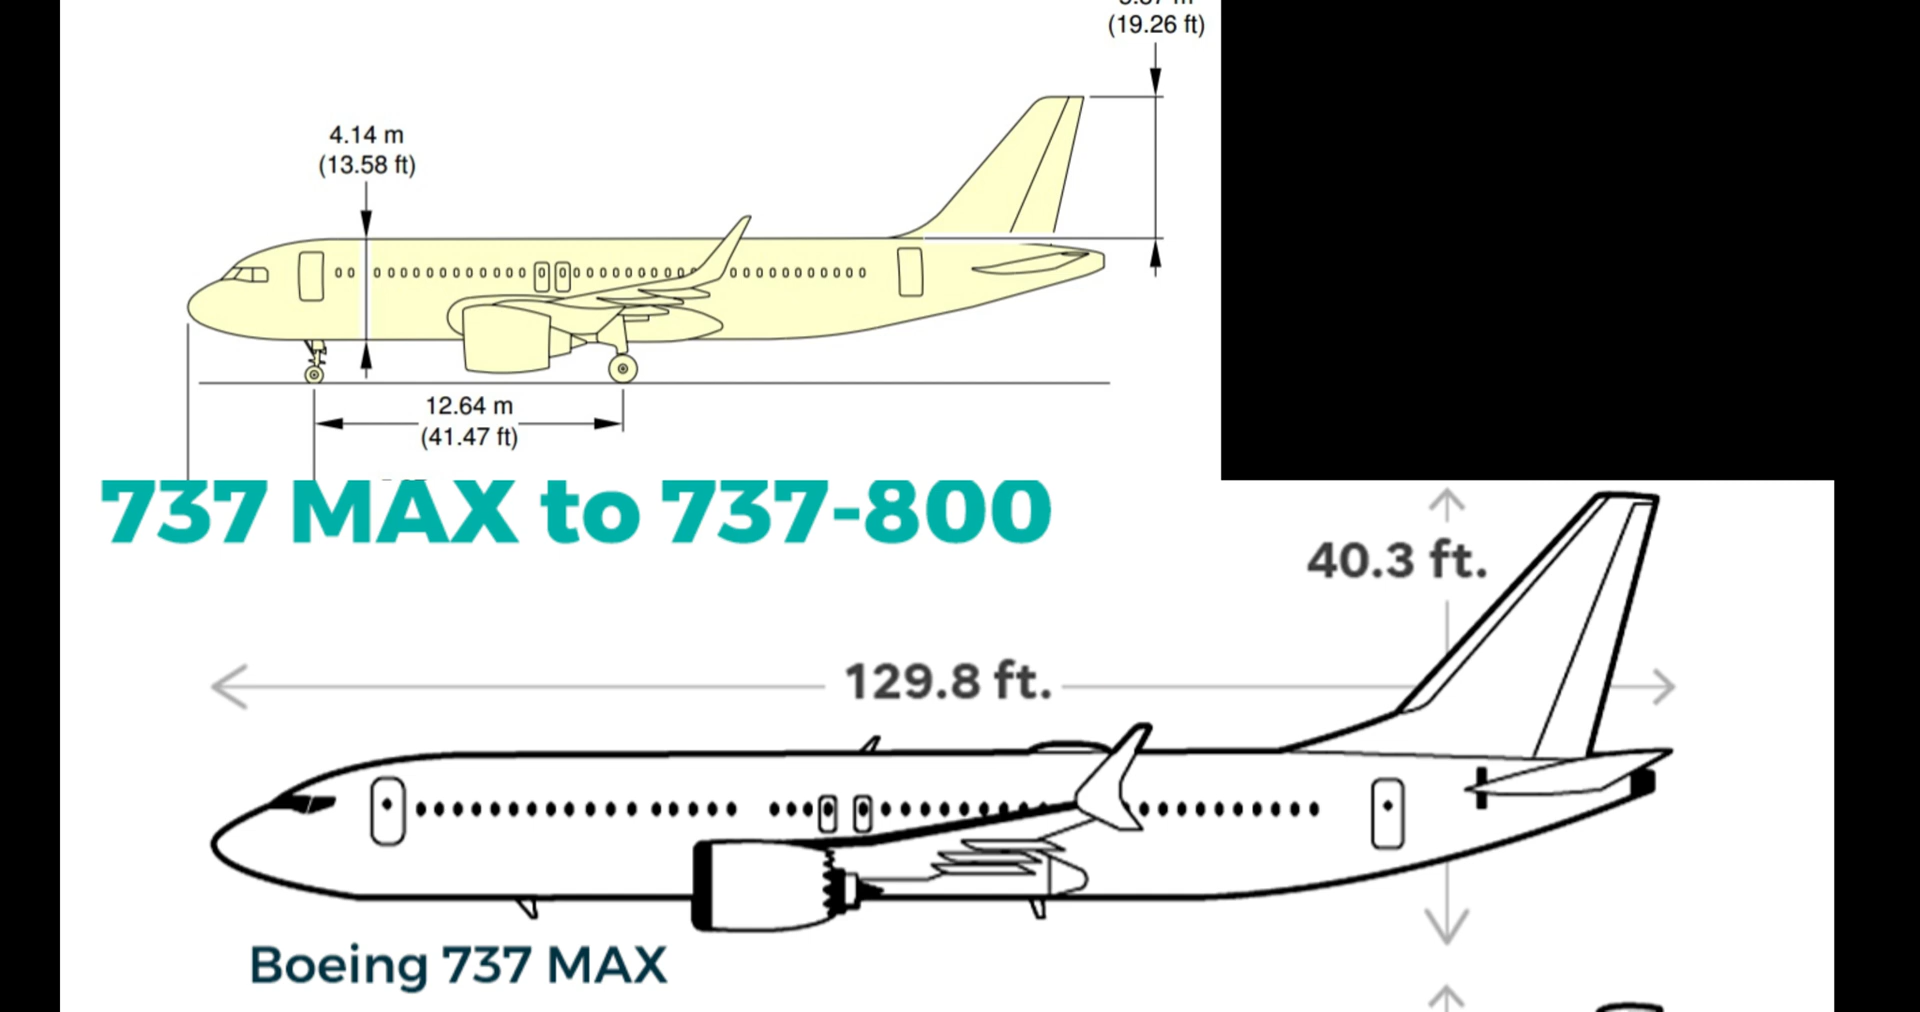 (19.26 ft)
4.14 m
(13.58 ft)
12.64 m
(41.47 ft)
737 MAX to 737-800
40.3 ft.
129.8 ft.
Boeing 737 MAX